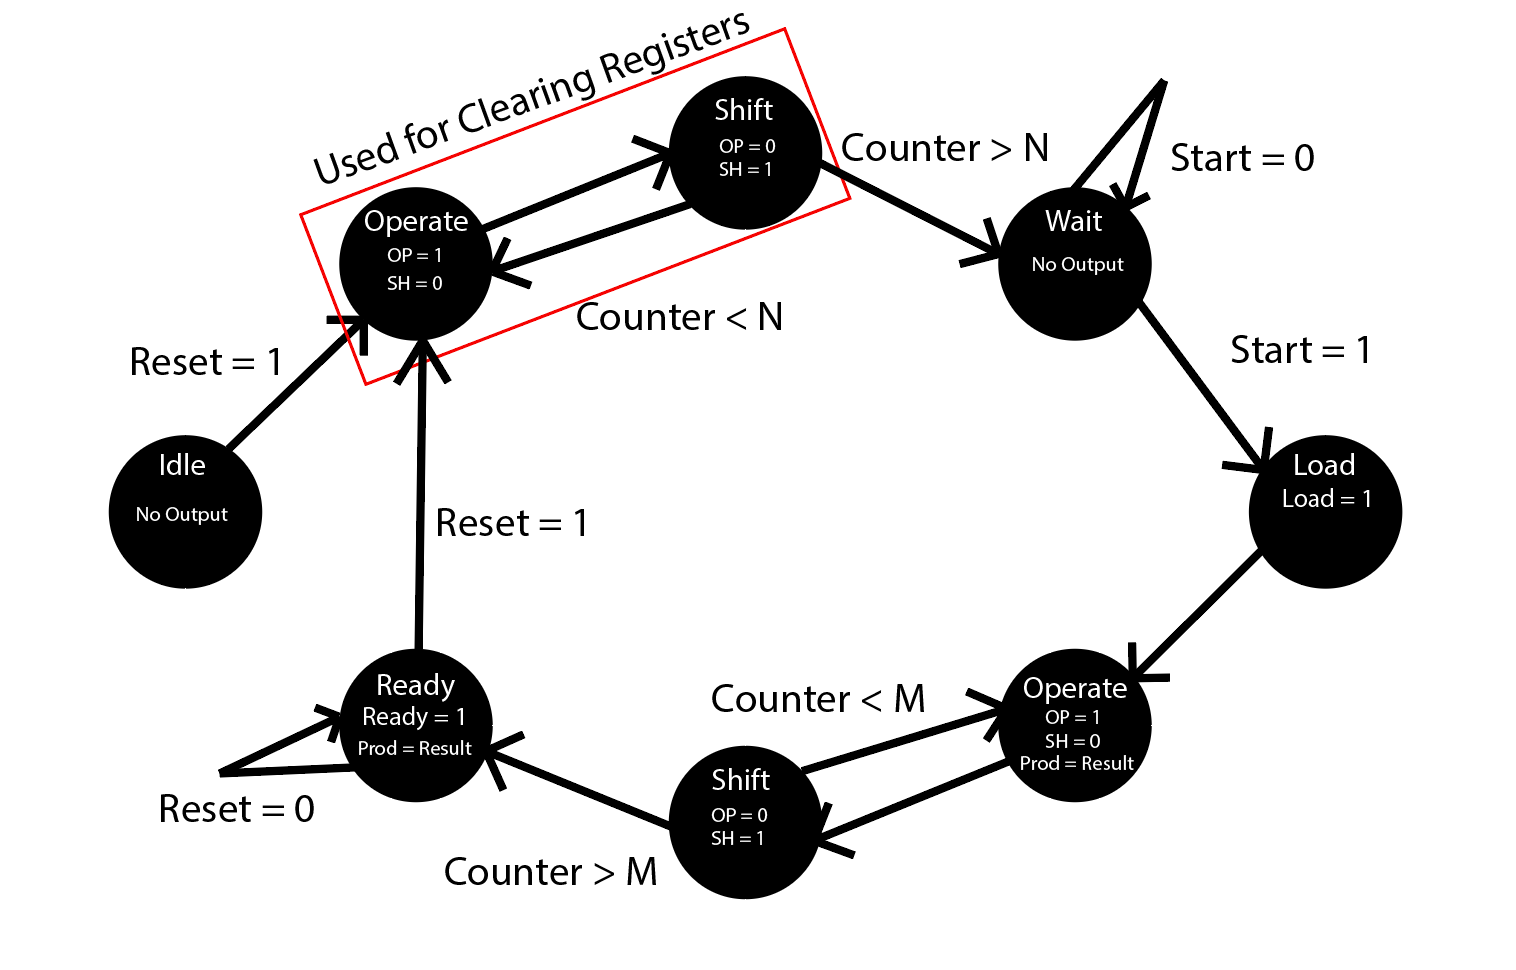 Used for Clearing Registers
Shift
OP = 0
SH = 1
Counter > N
Start = 0
Operate
OP = 1
SH = 0
Wait
No Output
Counter < N
Reset = 1
Start = 1
Idle
No Output
Load
Load = 1
Reset = 1
Ready
Ready = 1
Prod = Result
Reset = 0
Counter < M
Operate
OP = 1
SH = 0
Prod = Result
Shift
OP = 0
SH = 1
Counter > M